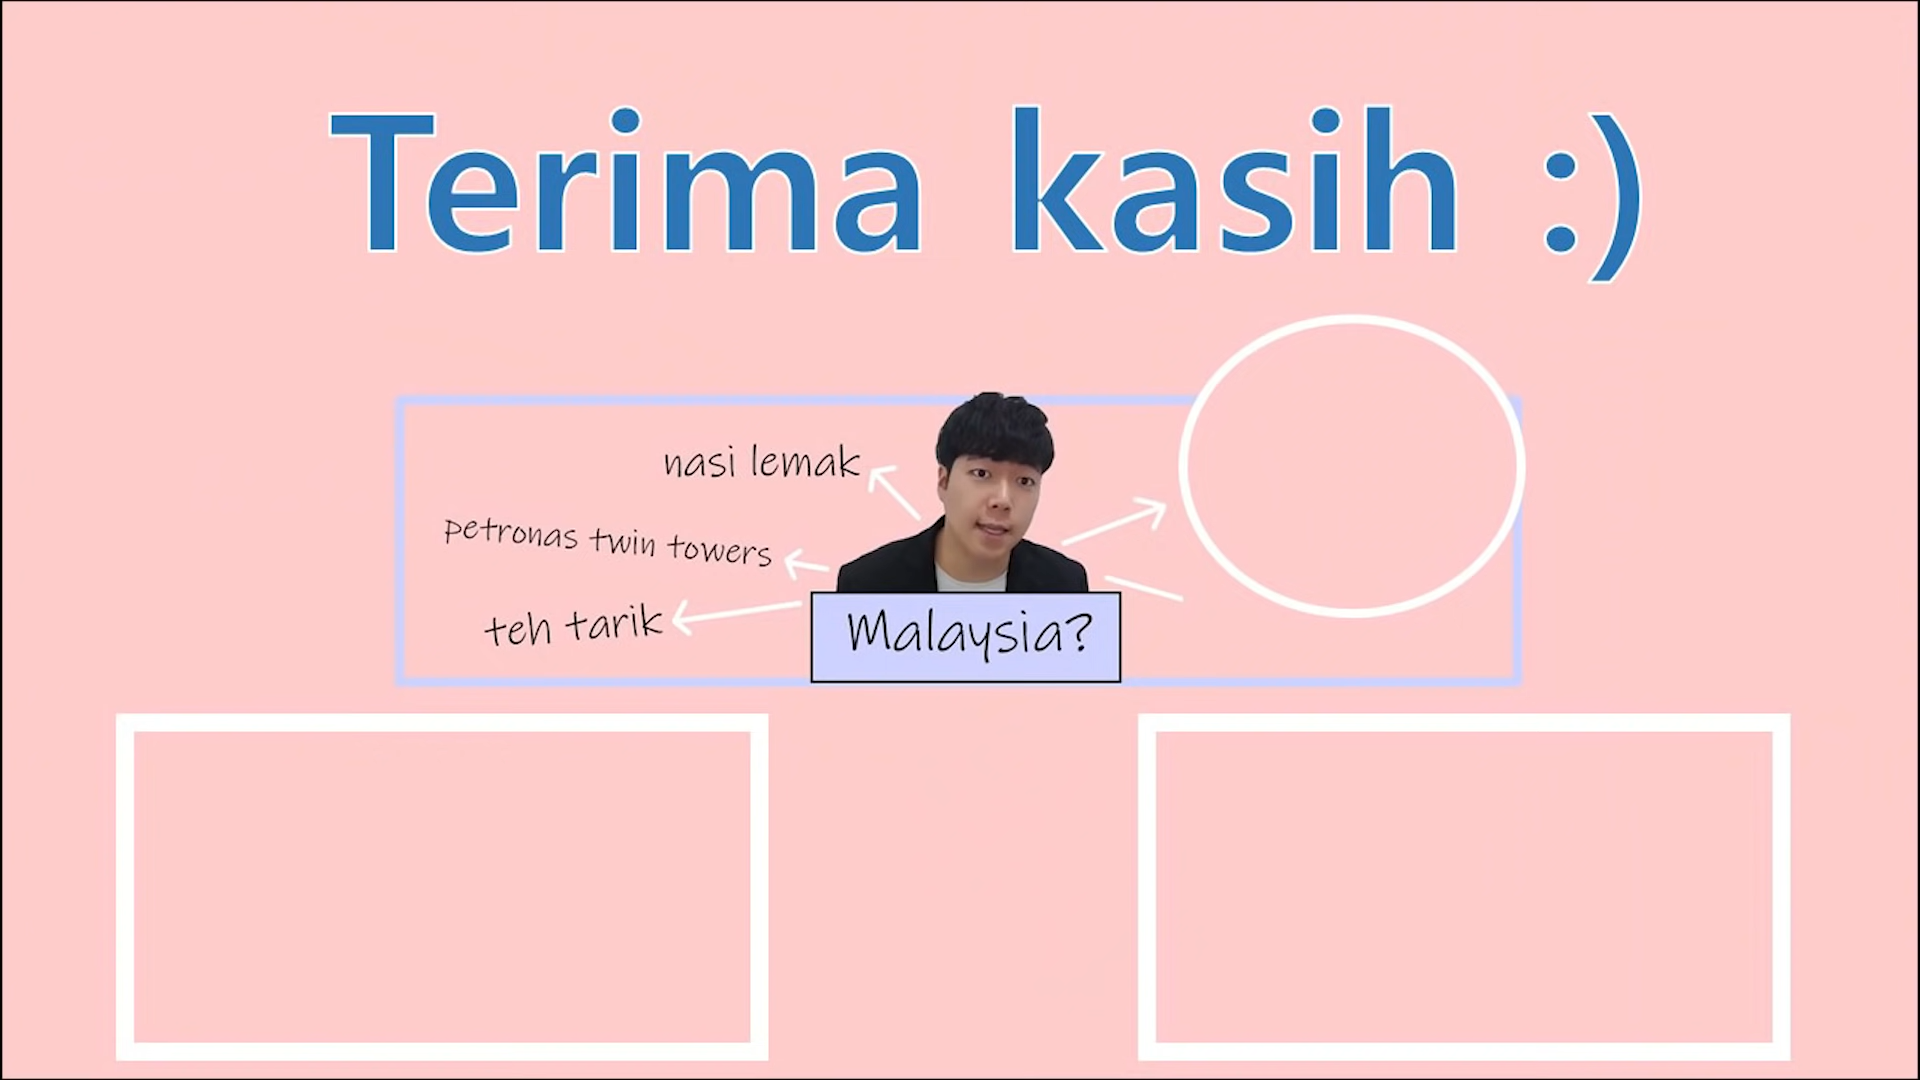 Terima kasih :)
nasi lemak
petronas twin towers
teh tarik
Malaysia?